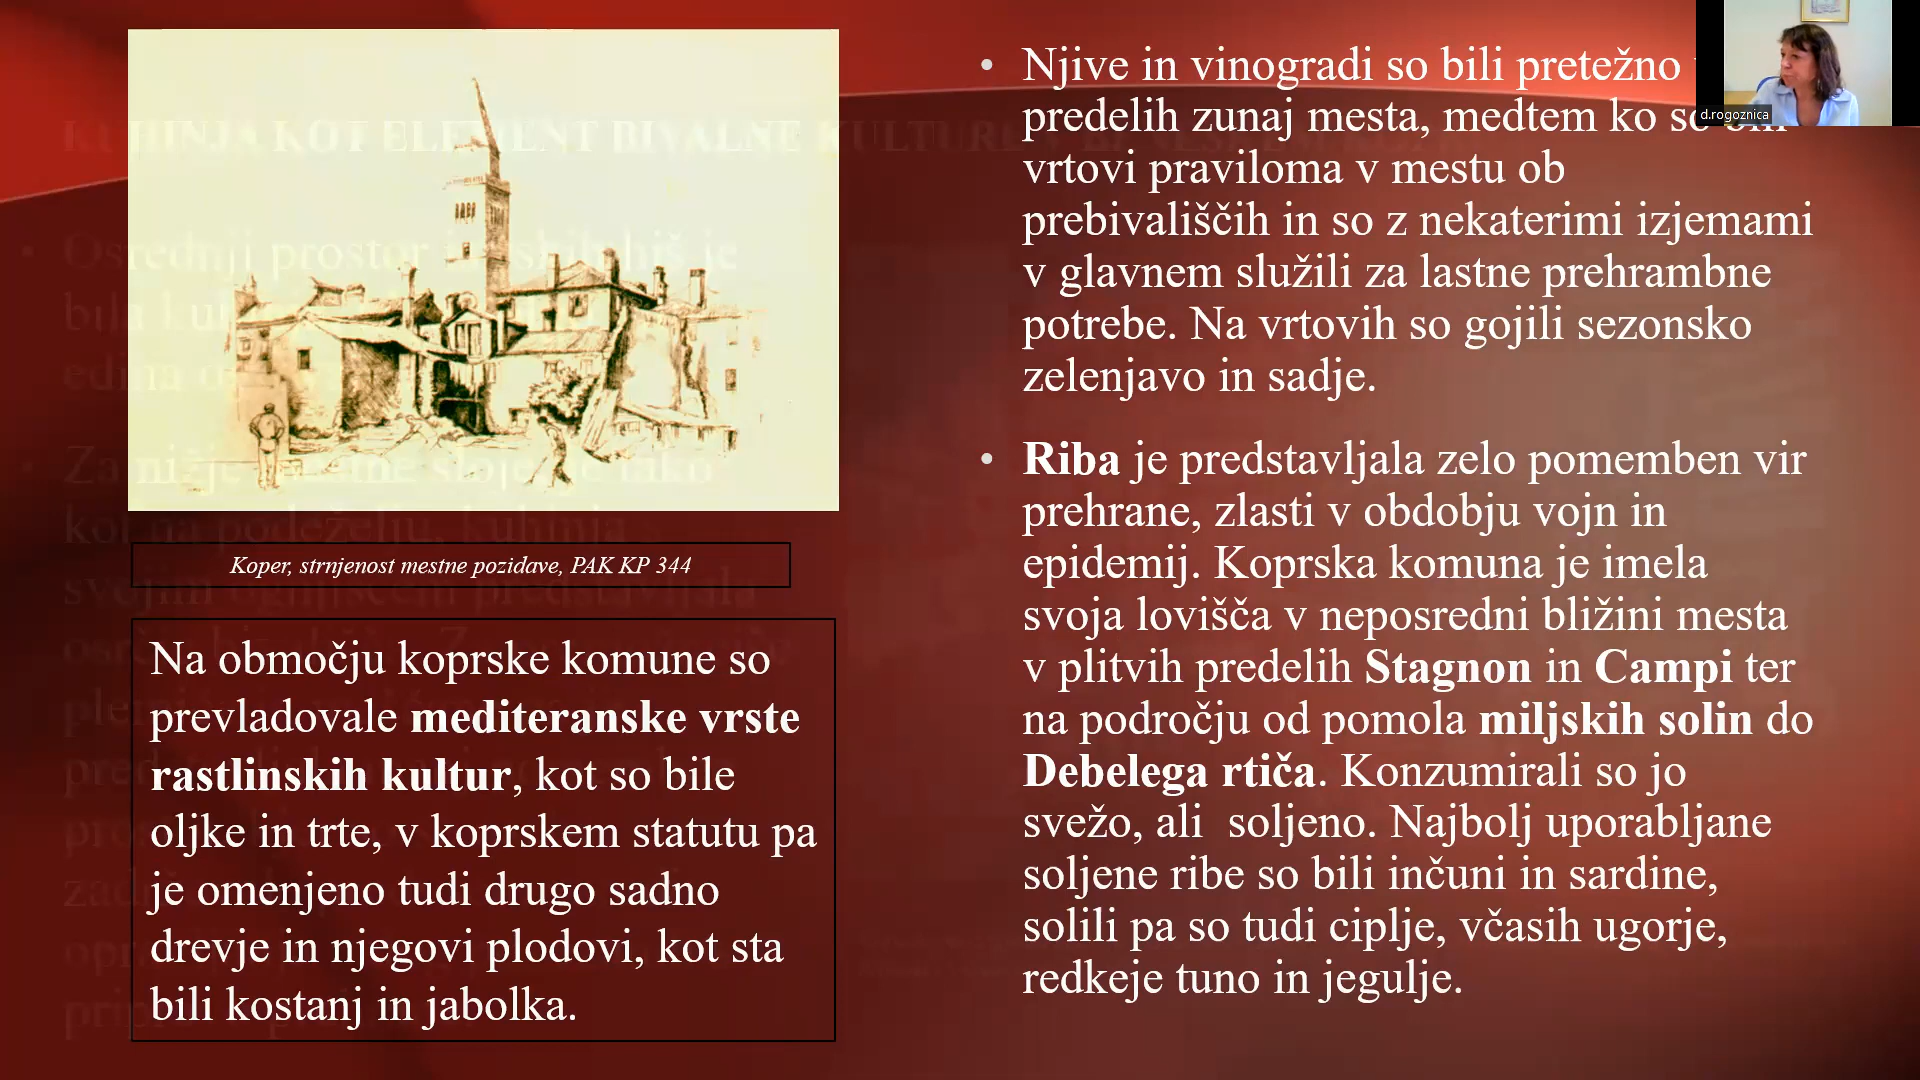 Koper, strnjenost mestne pozidave, PAK KP 344
Na območju koprske komune so
prevladovale mediteranske vrste
rastlinskih kultur, kot so bile
oljke in trte, v koprskem statutu pa
je omenjeno tudi drugo sadno
drevje in njegovi plodovi, kot sta
bili kostanj in jabolka.
• Njive in vinogradi so bili pretežno
predelih zunaj mesta, medtem ko so
vrtovi praviloma v mestu ob
prebivališčih in so z nekaterimi izjemami
v glavnem služili za lastne prehrambne
potrebe. Na vrtovih so gojili sezonsko
zelenjavo in sadje.
• Riba je predstavljala zelo pomemben vir
prehrane, zlasti v obdobju vojn in
epidemij. Koprska komuna je imela
svoja lovišča v neposredni bližini mesta
v plitvih predelih Stagnon in Campi ter
na področju od pomola miljskih solin do
Debelega rtiča. Konzumirali so jo
svežo, ali  soljeno. Najbolj uporabljane
soljene ribe so bili inčuni in sardine,
solili pa so tudi ciplje, včasih ugorje,
redkeje tuno in jegulje.
d.rogoznica
KUHINJA KOT ELEMENT BIVALNE KULTURE